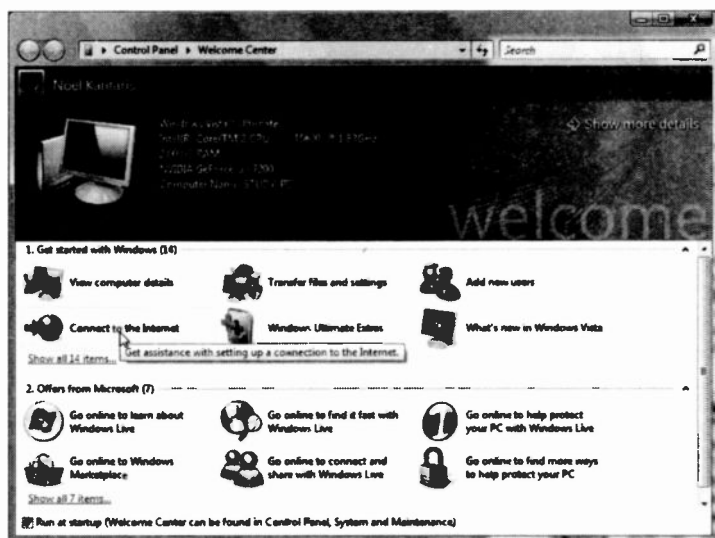 Control Panel ▸ Welcome Center
Search
Noel Kantaris
Show more details
welcome
1. Get started with Windows (14)
View computer details
Transfer files and settings
Add new users
Connect to the Internet
Windows Ultimate Extras
What's new in Windows Vista
Show all 14 items...
Get assistance with setting up a connection to the Internet.
2. Offers from Microsoft (7)
Go online to learn about
Windows Live
Go online to find it fast with
Windows Live
Go online to help protect
your PC with Windows Live
Go online to Windows
Marketplace
Go online to connect and
share with Windows Live
Go online to find more ways
to help protect your PC
Show all 7 items...
Run at startup (Welcome Center can be found in Control Panel, System and Maintenance)